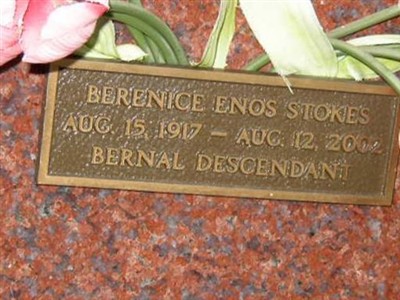 BERENICE ENOS STOKES
AUG. 15, 1917 — AUG. 12, 2002
BERNAL DESCENDANT